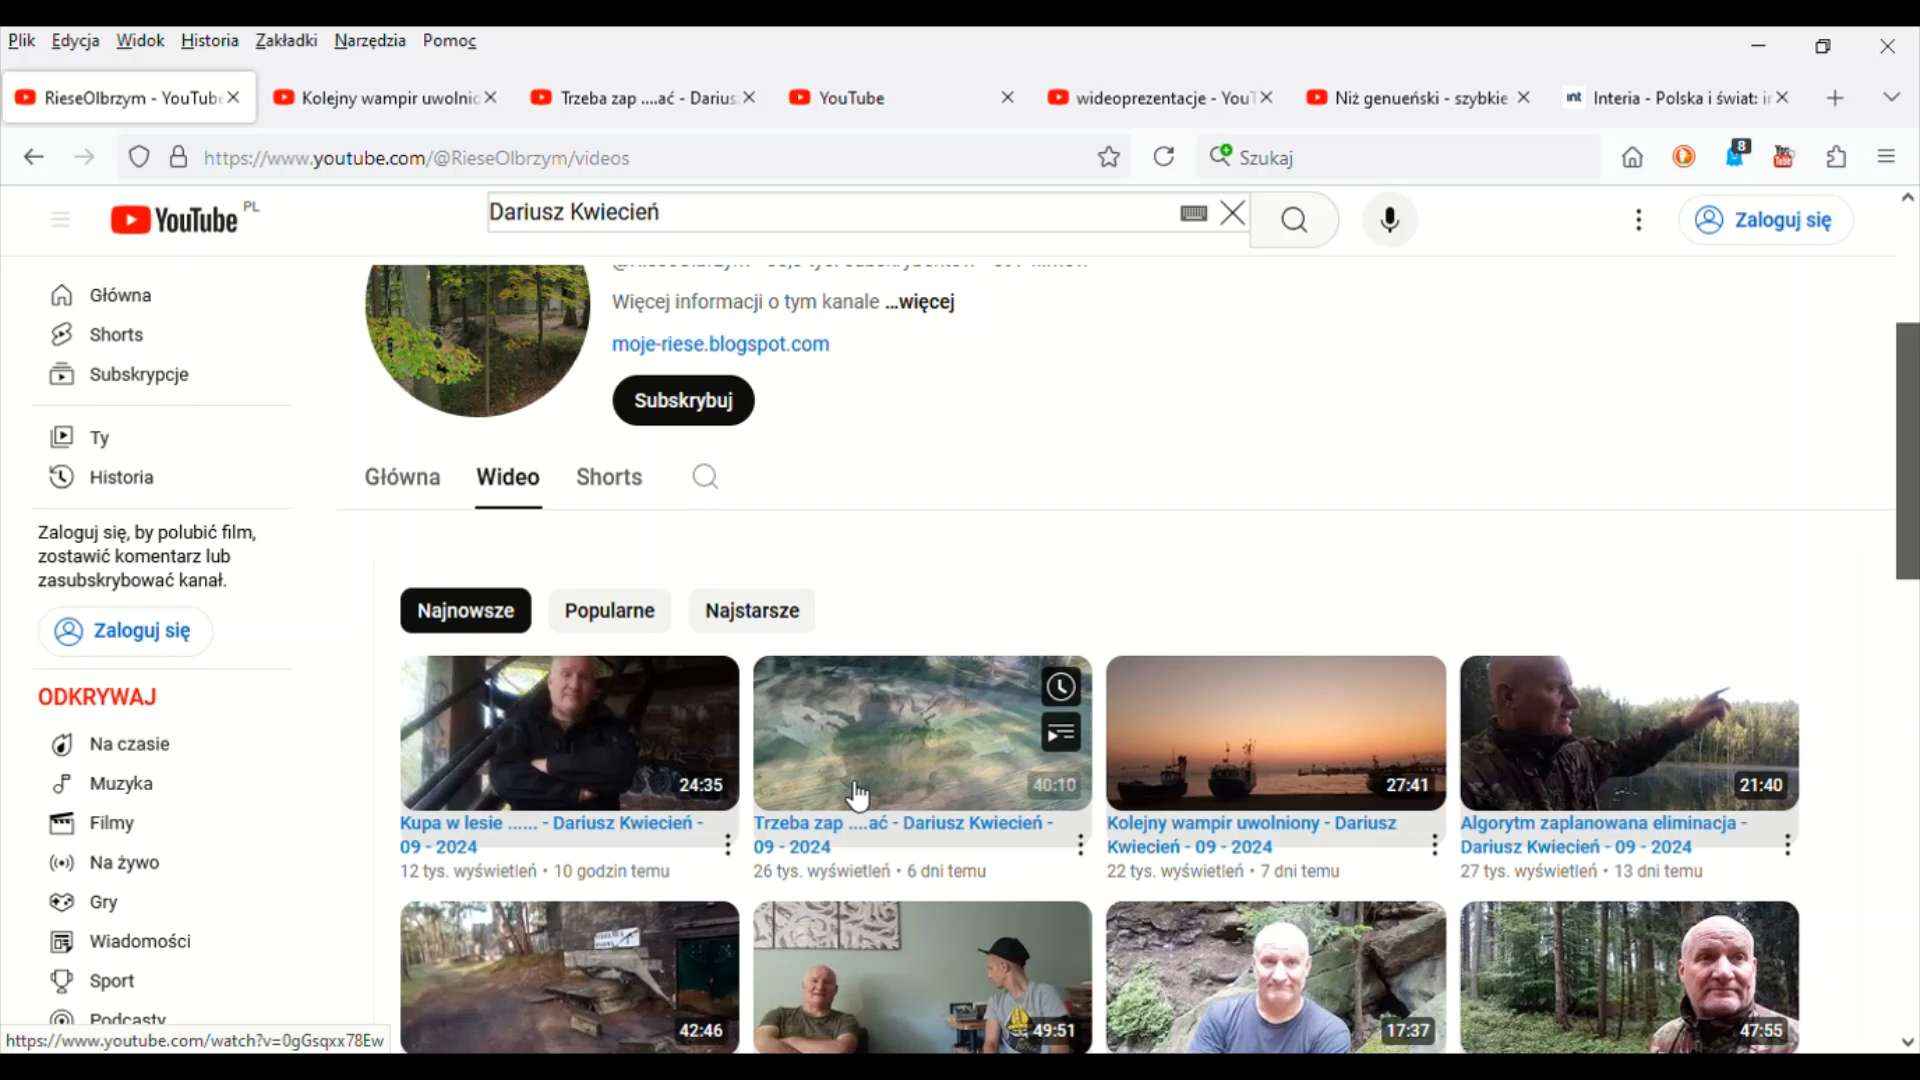 Plik Edycja Widok Historia Zakładki Narzędzia Pomoc
RieseOlbrzym - YouTube
Kolejny wampir uwolnio
Trzeba zap ....ać - Dariusz
YouTube
wideoprezentacje - YouT
Niż genueński - szybkie
int Interia - Polska i świat: in
https://www.youtube.com/@RieseOlbrzym/videos
Szukaj
8
YouTube PL
Dariusz Kwiecień
Zaloguj się
Główna
Shorts
Subskrypcje
Ty
Historia
Zaloguj się, by polubić film,
zostawić komentarz lub
zasubskrybować kanał.
Zaloguj się
ODKRYWAJ
Na czasie
Muzyka
Filmy
Na żywo
Gry
Wiadomości
Sport
Podcasty
https://www.youtube.com/watch?v=0gGsqxx78Ew
Więcej informacji o tym kanale ...więcej
moje-riese.blogspot.com
Subskrybuj
Główna Wideo Shorts
Najnowsze Popularne Najstarsze
24:35
40:10
27:41
21:40
Kupa w lesie ...... - Dariusz Kwiecień -
09 - 2024
12 tys. wyświetleń • 10 godzin temu
Trzeba zap ....ać - Dariusz Kwiecień -
09 - 2024
26 tys. wyświetleń • 6 dni temu
Kolejny wampir uwolniony - Dariusz
Kwiecień - 09 - 2024
22 tys. wyświetleń • 7 dni temu
Algorytm zaplanowana eliminacja -
Dariusz Kwiecień - 09 - 2024
27 tys. wyświetleń • 13 dni temu
42:46
49:51
17:37
47:55